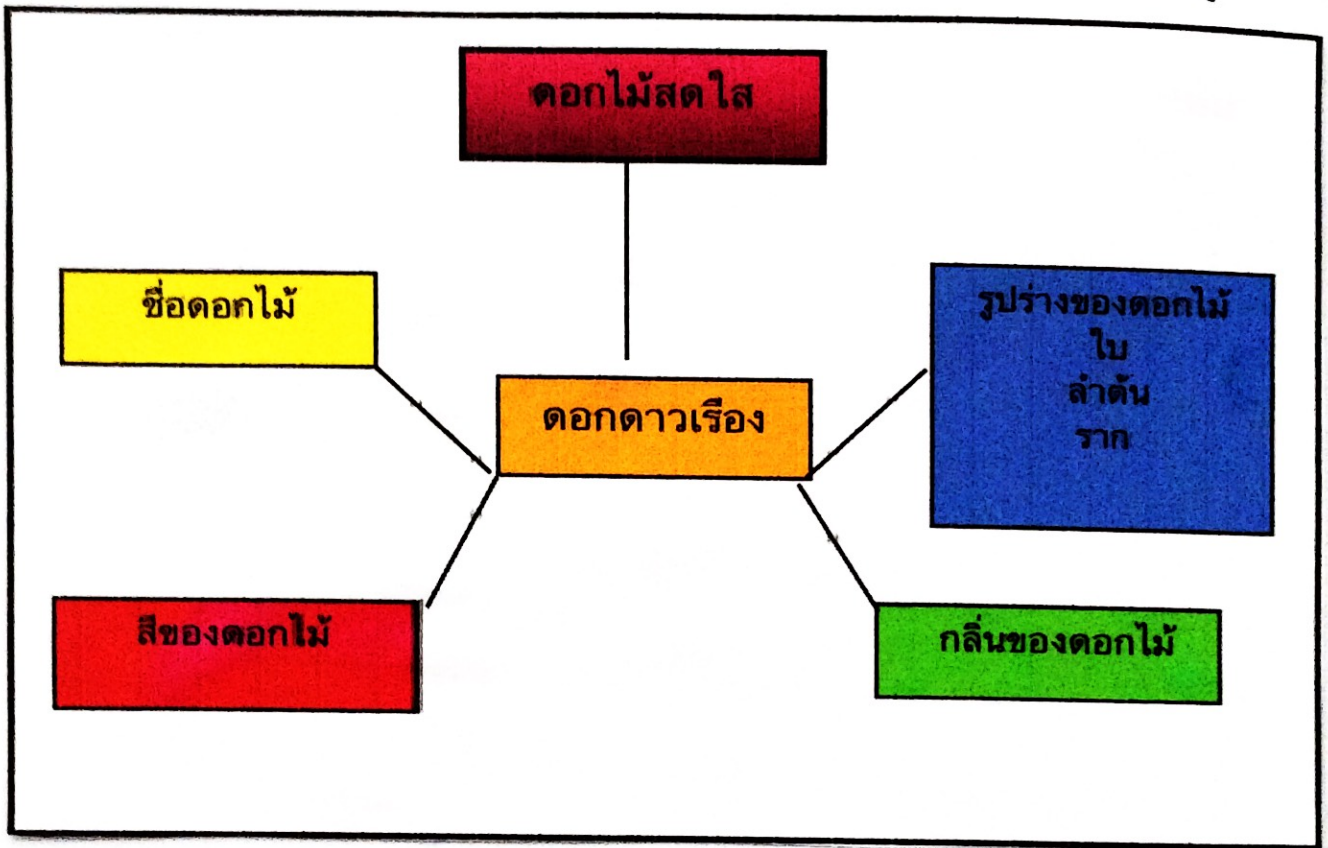 ดอกไม้สดใส
ชื่อดอกไม้
รูปร่างของดอกไม้
ใบ
ลำต้น
ราก
ดอกดาวเรือง
สีของดอกไม้
กลิ่นของดอกไม้